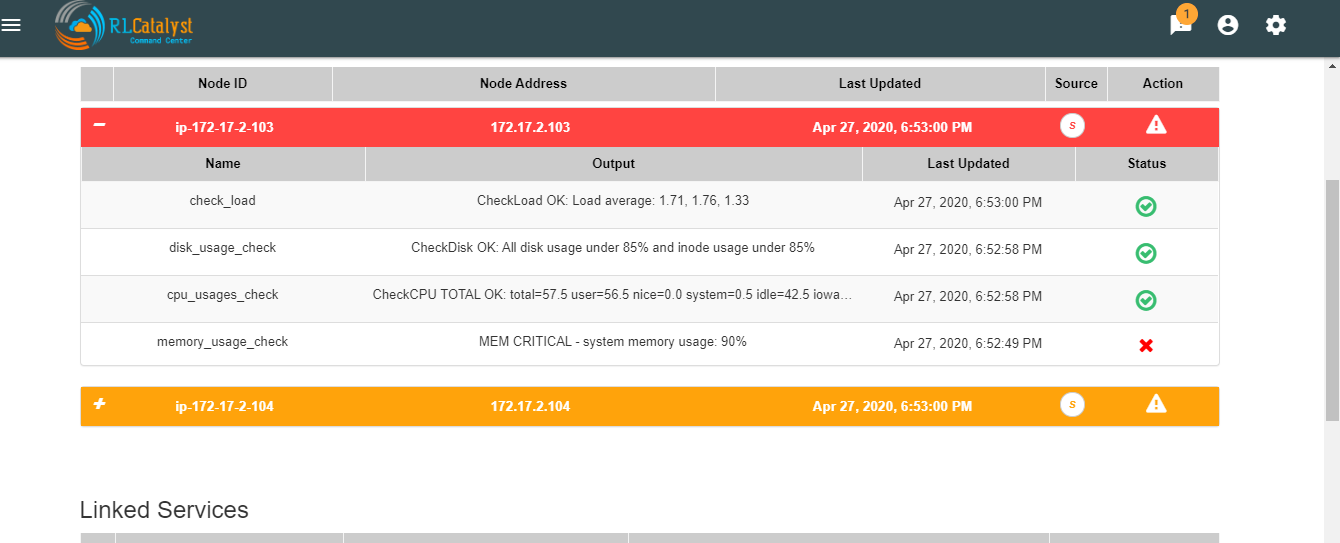 RLCatalyst
Command Center
1
Node ID Node Address Last Updated Source Action
ip-172-17-2-103 172.17.2.103 Apr 27, 2020, 6:53:00 PM S
Name Output Last Updated Status
check_load CheckLoad OK: Load average: 1.71, 1.76, 1.33 Apr 27, 2020, 6:53:00 PM
disk_usage_check CheckDisk OK: All disk usage under 85% and inode usage under 85% Apr 27, 2020, 6:52:58 PM
cpu_usages_check CheckCPU TOTAL OK: total=57.5 user=56.5 nice=0.0 system=0.5 idle=42.5 iowa… Apr 27, 2020, 6:52:58 PM
memory_usage_check MEM CRITICAL - system memory usage: 90% Apr 27, 2020, 6:52:49 PM
ip-172-17-2-104 172.17.2.104 Apr 27, 2020, 6:53:00 PM S
Linked Services